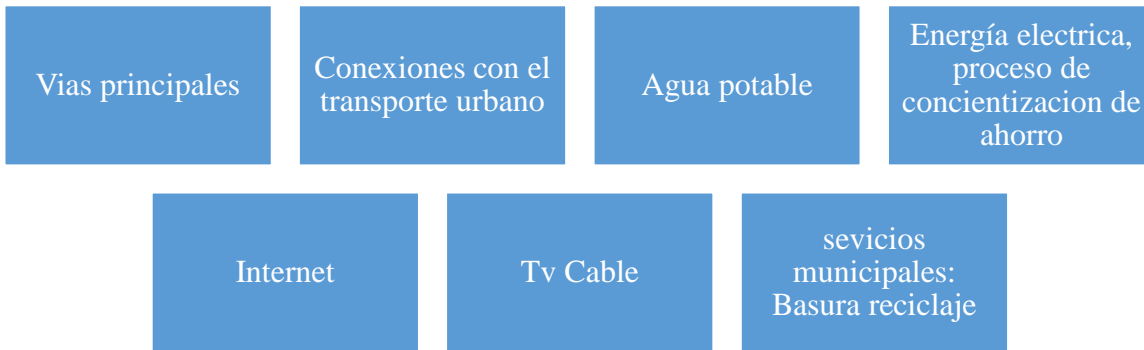 Vias principales
Conexiones con el
transporte urbano
Agua potable
Energía electrica,
proceso de
concientizacion de
ahorro
Internet
Tv Cable
sevicios
municipales:
Basura reciclaje